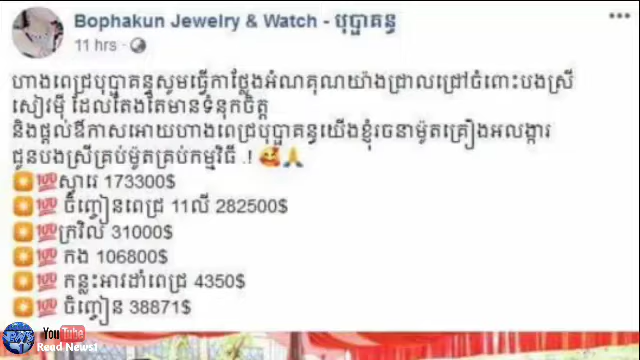 Bophakun Jewelry & Watch - បុប្ផាគន្ធ
11 hrs ·
ហាងពេជ្របុប្ផាគន្ធសូមធ្វើកាថ្លែងអំណគុណយ៉ាងជ្រាលជ្រៅចំពោះបងស្រី
សៀវម៉ី ដែលតែងតែមានទំនុកចិត្ត
និងផ្តល់ឪកាសអោយហាងពេជ្របុប្ផាគន្ធយើងខ្ញុំរចនាម៉ូតគ្រឿងអលង្ការ
ជូនបងស្រីគ្រប់ម៉ូតគ្រប់កម្មវិធី .! 🥰🙏
💥💯ស្វារេ 173300$
💥💯 ចិញ្ចៀនពេជ្រ 11លី 282500$
💥💯ក្រវិល 31000$
💥💯 កង 106800$
💥💯 កន្លះអាវដាំពេជ្រ 4350$
💥💯 ចិញ្ចៀន 38871$
YouTube
Read News1